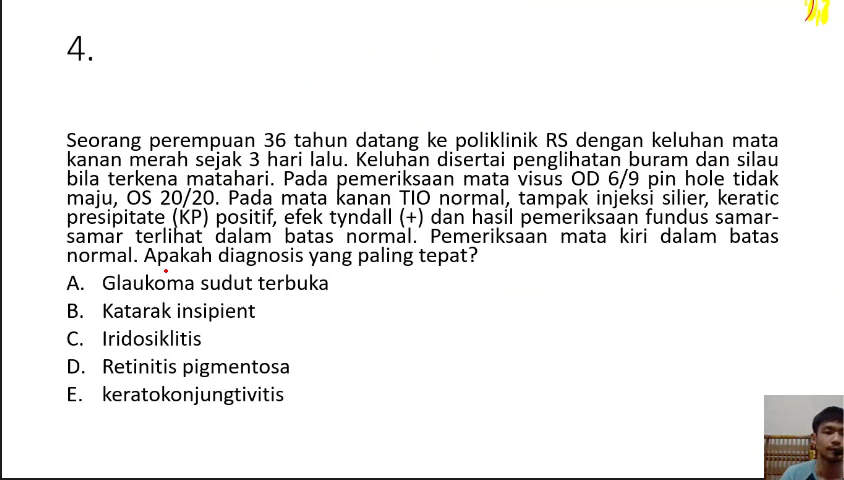 4.
Seorang perempuan 36 tahun datang ke poliklinik RS dengan keluhan mata
kanan merah sejak 3 hari lalu. Keluhan disertai penglihatan buram dan silau
bila terkena matahari. Pada pemeriksaan mata visus OD 6/9 pin hole tidak
maju, OS 20/20. Pada mata kanan TIO normal, tampak injeksi silier, keratic
presipitate (KP) positif, efek tyndall (+) dan hasil pemeriksaan fundus samar-
samar terlihat dalam batas normal. Pemeriksaan mata kiri dalam batas
normal. Apakah diagnosis yang paling tepat?
A. Glaukoma sudut terbuka
B. Katarak insipient
C. Iridosiklitis
D. Retinitis pigmentosa
E. keratokonjungtivitis